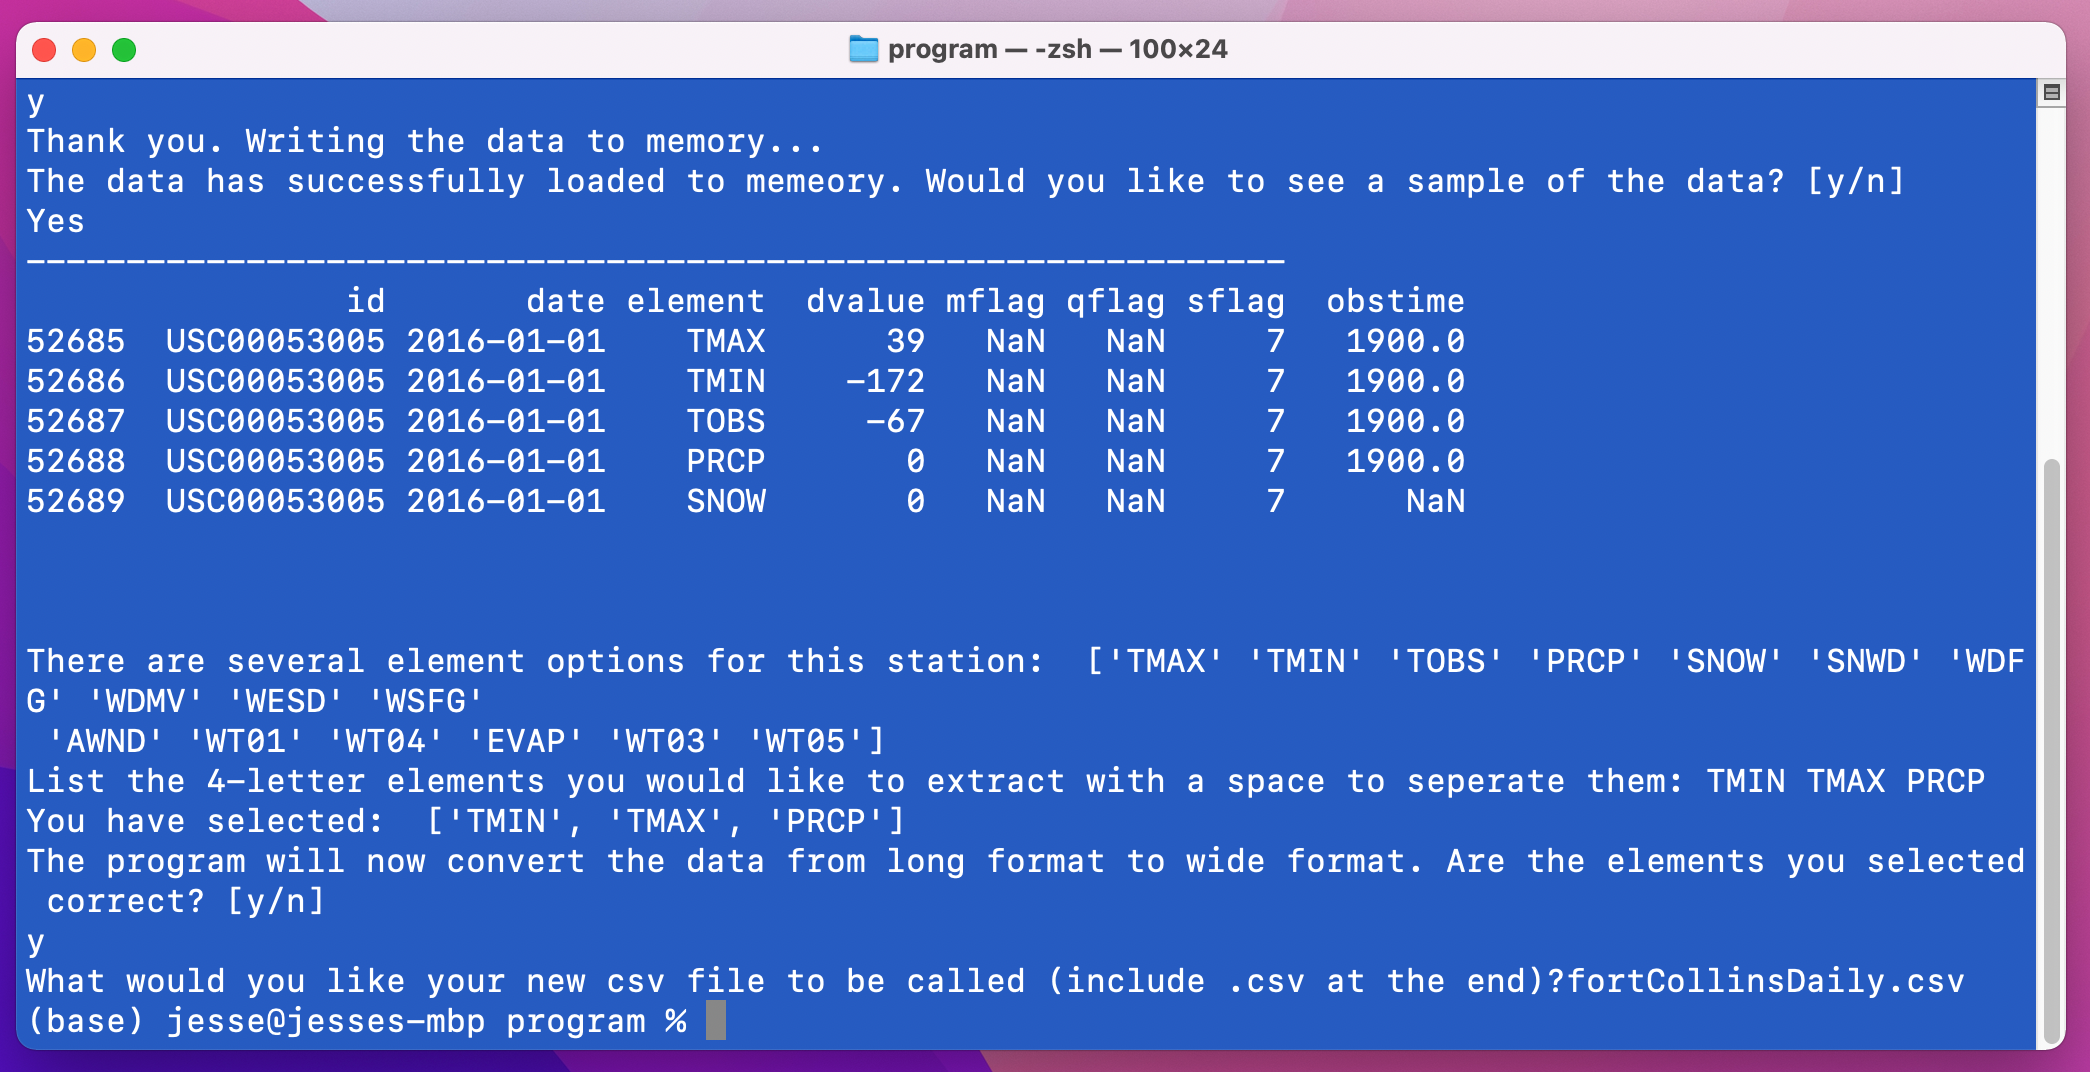 program — -zsh — 100×24
y
Thank you. Writing the data to memory...
The data has successfully loaded to memeory. Would you like to see a sample of the data? [y/n]
Yes
---------------------------------------------------------------
id date element dvalue mflag qflag sflag obstime
52685 USC00053005 2016-01-01 TMAX 39 NaN NaN 7 1900.0
52686 USC00053005 2016-01-01 TMIN -172 NaN NaN 7 1900.0
52687 USC00053005 2016-01-01 TOBS -67 NaN NaN 7 1900.0
52688 USC00053005 2016-01-01 PRCP 0 NaN NaN 7 1900.0
52689 USC00053005 2016-01-01 SNOW 0 NaN NaN 7 NaN
There are several element options for this station:  ['TMAX' 'TMIN' 'TOBS' 'PRCP' 'SNOW' 'SNWD' 'WDF
G' 'WDMV' 'WESD' 'WSFG'
 'AWND' 'WT01' 'WT04' 'EVAP' 'WT03' 'WT05']
List the 4-letter elements you would like to extract with a space to seperate them: TMIN TMAX PRCP
You have selected:  ['TMIN', 'TMAX', 'PRCP']
The program will now convert the data from long format to wide format. Are the elements you selected
 correct? [y/n]
y
What would you like your new csv file to be called (include .csv at the end)?fortCollinsDaily.csv
(base) jesse@jesses-mbp program %